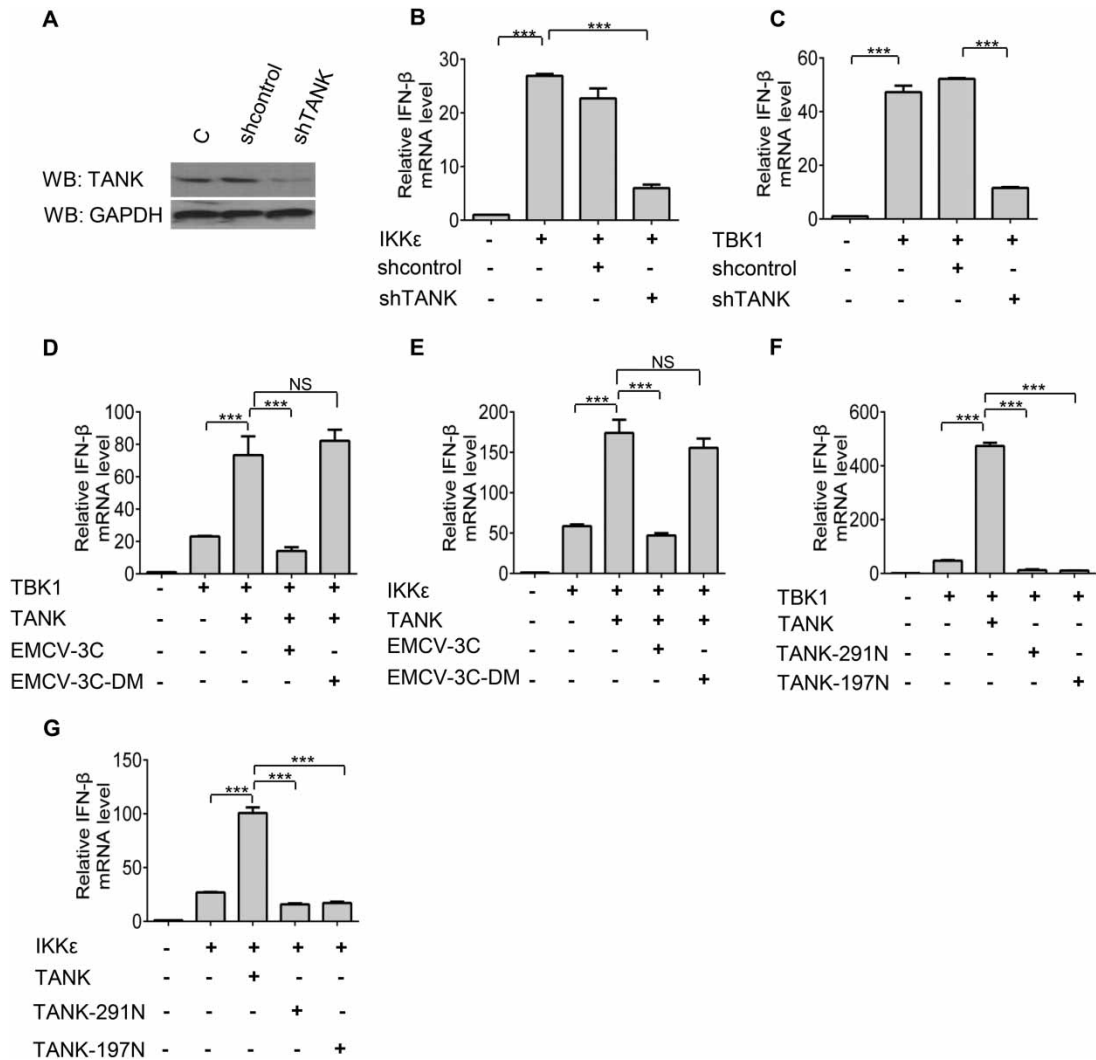 A
C
shcontrol
shTANK
WB: TANK
WB: GAPDH
B
***
***
Relative IFN-β
mRNA level
30
20
10
0
IKKε - + + +
shcontrol - - + -
shTANK - - - +
C
***
***
Relative IFN-β
mRNA level
60
40
20
0
TBK1 - + + +
shcontrol - - + -
shTANK - - - +
D
NS
***
***
Relative IFN-β
mRNA level
100
80
60
40
20
0
TBK1 - + + + +
TANK - - + + +
EMCV-3C - - - + -
EMCV-3C-DM - - - - +
E
NS
***
***
Relative IFN-β
mRNA level
200
150
100
50
0
IKKε - + + + +
TANK - - + + +
EMCV-3C - - - + -
EMCV-3C-DM - - - - +
F
***
***
***
Relative IFN-β
mRNA level
600
400
200
0
TBK1 - + + + +
TANK - - + - -
TANK-291N - - - + -
TANK-197N - - - - +
G
***
***
***
Relative IFN-β
mRNA level
150
100
50
0
IKKε - + + + +
TANK - - + - -
TANK-291N - - - + -
TANK-197N - - - - +